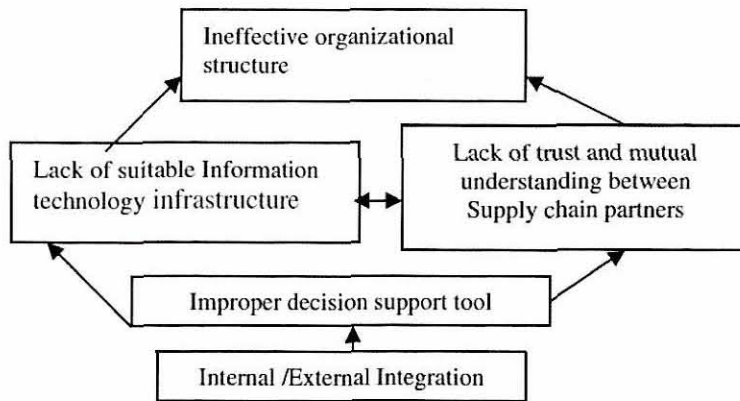 Ineffective organizational
structure
Lack of suitable Information
technology infrastructure
Lack of trust and mutual
understanding between
Supply chain partners
Improper decision support tool
Internal /External Integration